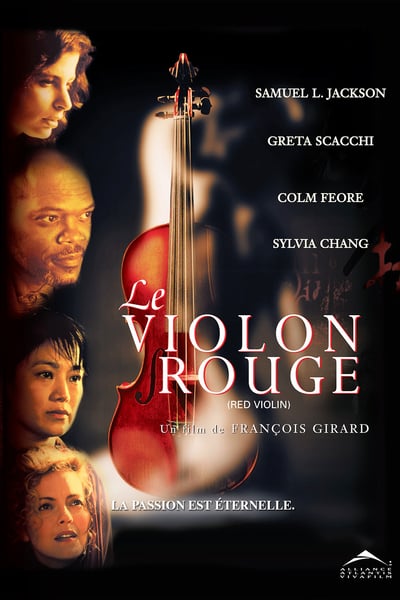 SAMUEL L. JACKSON
GRETA SCACCHI
COLM FEORE
SYLVIA CHANG
Le
VIOLON
ROUGE
(RED VIOLIN)
Un film de FRANÇOIS GIRARD
LA PASSION EST ÉTERNELLE.
ALLIANCE
ATLANTIS
VIVAFILM